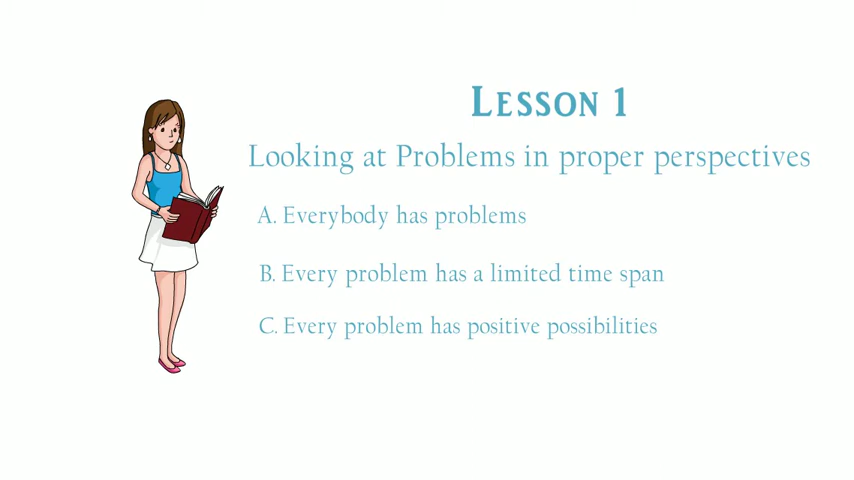 Lesson 1
Looking at Problems in proper perspectives
A. Everybody has problems
B. Every problem has a limited time span
C. Every problem has positive possibilities